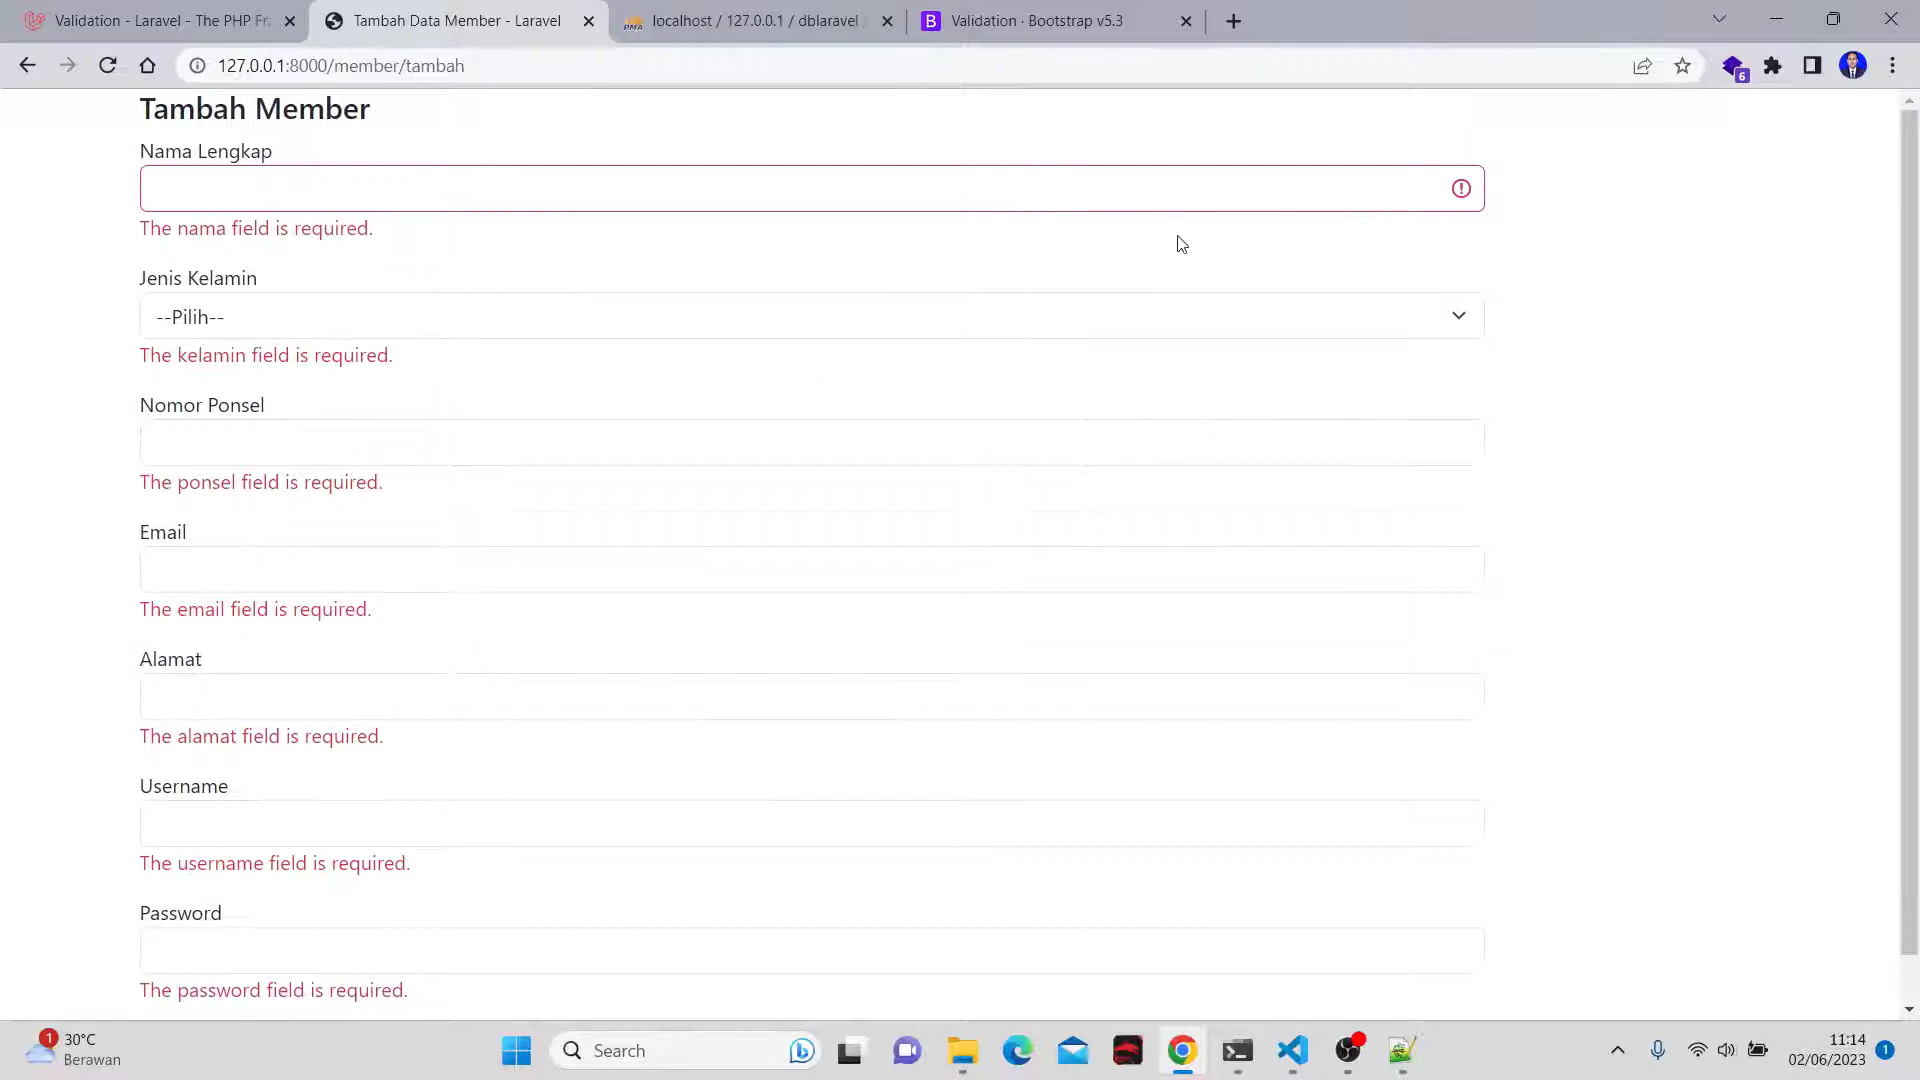 Validation - Laravel - The PHP Fr
Tambah Data Member - Laravel
localhost / 127.0.0.1 / dblaravel
Validation · Bootstrap v5.3
127.0.0.1:8000/member/tambah
6
Tambah Member
Nama Lengkap
The nama field is required.
Jenis Kelamin
--Pilih--
The kelamin field is required.
Nomor Ponsel
The ponsel field is required.
Email
The email field is required.
Alamat
The alamat field is required.
Username
The username field is required.
Password
The password field is required.
1
30°C
Berawan
Search
11:14
02/06/2023
1